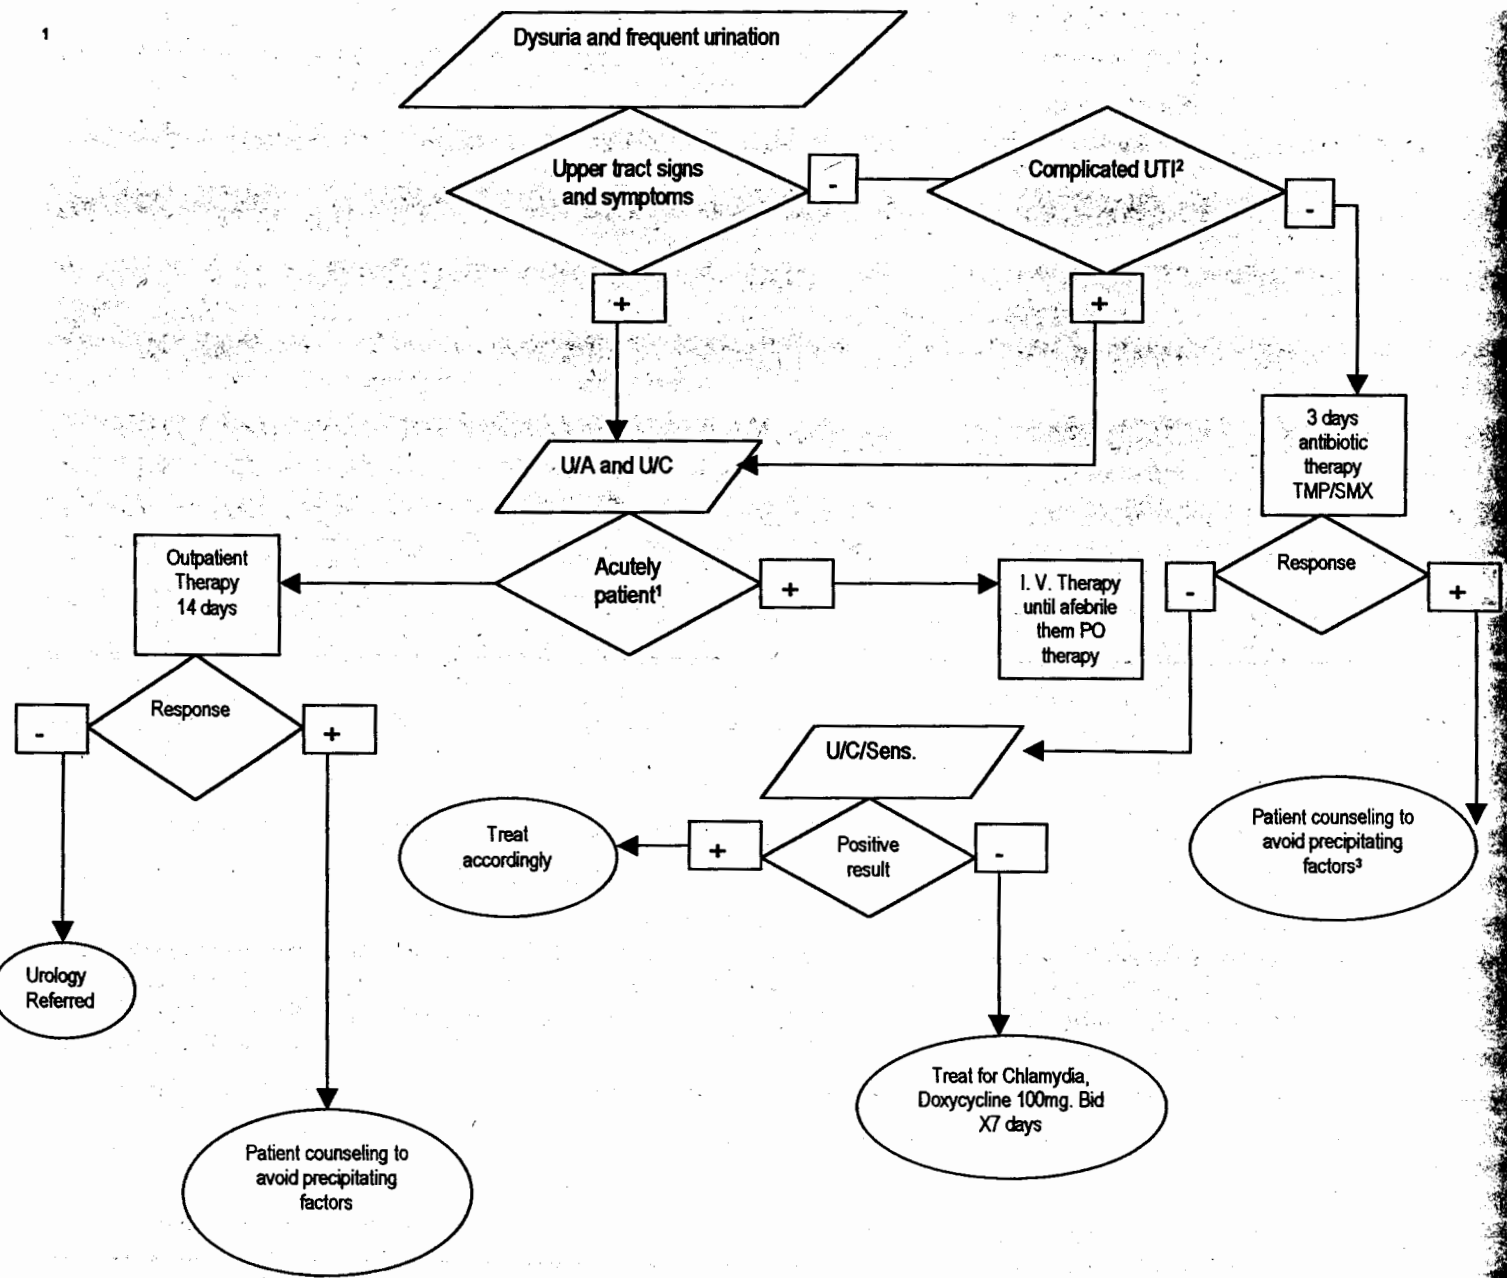 1
Dysuria and frequent urination
Upper tract signs
and symptoms
-
Complicated UTI²
-
+
+
3 days
antibiotic
therapy
TMP/SMX
U/A and U/C
Outpatient
Therapy
14 days
Acutely
patient¹
+
I. V. Therapy
until afebrile
them PO
therapy
-
Response
+
-
Response
+
U/C/Sens.
Treat
accordingly
+
Positive
result
-
Patient counseling to
avoid precipitating
factors³
Urology
Referred
Treat for Chlamydia,
Doxycycline 100mg. Bid
X7 days
Patient counseling to
avoid precipitating
factors